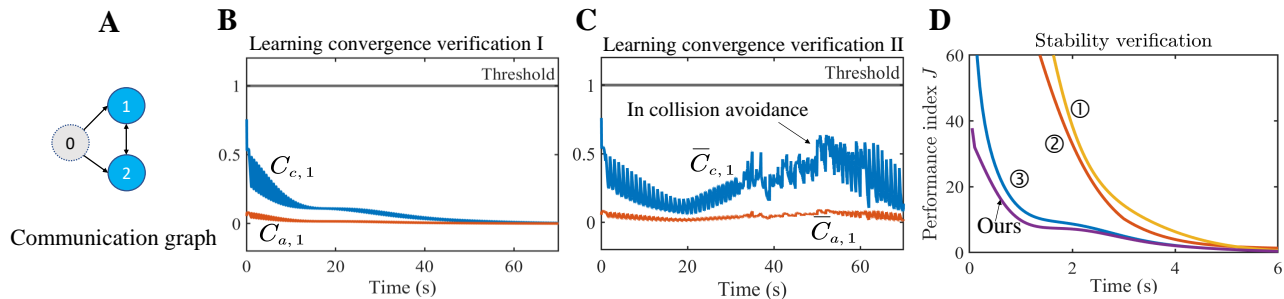 A
0
1
2
Communication graph
B
Learning convergence verification I
Threshold
1
0.5
0
C_{c, 1}
C_{a, 1}
0 20 40 60
Time (s)
C
Learning convergence verification II
Threshold
In collision avoidance
1
0.5
0
\overline{C}_{c, 1}
\overline{C}_{a, 1}
0 20 40 60
Time (s)
D
Stability verification
Performance index J
60
40
20
0
①
②
③
Ours
0 2 4 6
Time (s)